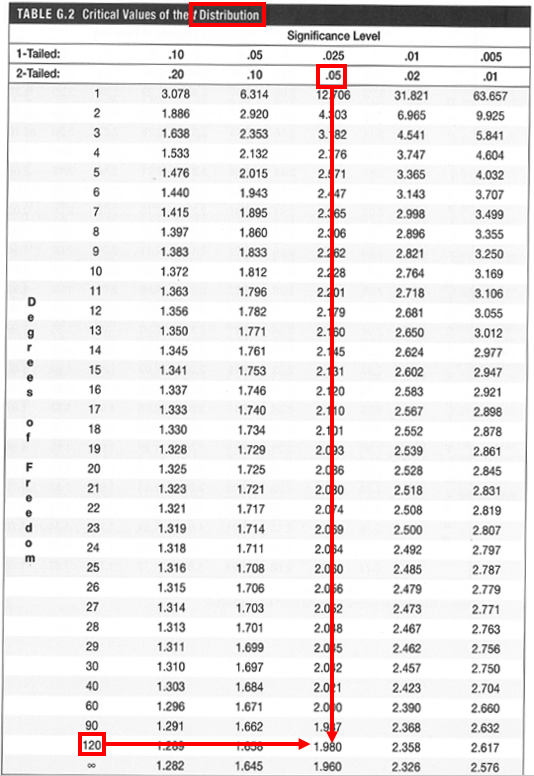 TABLE G.2 Critical Values of the t Distribution
Significance Level
1-Tailed: .10 .05 .025 .01 .005
2-Tailed: .20 .10 .05 .02 .01
Degrees of Freedom
1 3.078 6.314 12.706 31.821 63.657
2 1.886 2.920 4.303 6.965 9.925
3 1.638 2.353 3.182 4.541 5.841
4 1.533 2.132 2.776 3.747 4.604
5 1.476 2.015 2.571 3.365 4.032
6 1.440 1.943 2.447 3.143 3.707
7 1.415 1.895 2.365 2.998 3.499
8 1.397 1.860 2.306 2.896 3.355
9 1.383 1.833 2.262 2.821 3.250
10 1.372 1.812 2.228 2.764 3.169
11 1.363 1.796 2.201 2.718 3.106
12 1.356 1.782 2.179 2.681 3.055
13 1.350 1.771 2.160 2.650 3.012
14 1.345 1.761 2.145 2.624 2.977
15 1.341 1.753 2.131 2.602 2.947
16 1.337 1.746 2.120 2.583 2.921
17 1.333 1.740 2.110 2.567 2.898
18 1.330 1.734 2.101 2.552 2.878
19 1.328 1.729 2.093 2.539 2.861
20 1.325 1.725 2.086 2.528 2.845
21 1.323 1.721 2.080 2.518 2.831
22 1.321 1.717 2.074 2.508 2.819
23 1.319 1.714 2.069 2.500 2.807
24 1.318 1.711 2.064 2.492 2.797
25 1.316 1.708 2.060 2.485 2.787
26 1.315 1.706 2.056 2.479 2.779
27 1.314 1.703 2.052 2.473 2.771
28 1.313 1.701 2.048 2.467 2.763
29 1.311 1.699 2.045 2.462 2.756
30 1.310 1.697 2.042 2.457 2.750
40 1.303 1.684 2.021 2.423 2.704
60 1.296 1.671 2.000 2.390 2.660
90 1.291 1.662 1.987 2.368 2.632
120 1.289 1.658 1.980 2.358 2.617
∞ 1.282 1.645 1.960 2.326 2.576